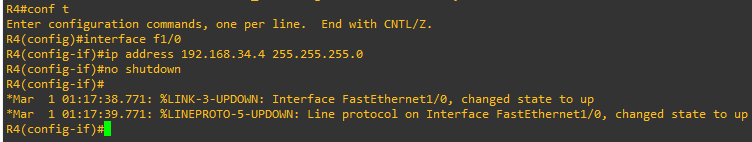 R4#conf t
Enter configuration commands, one per line.  End with CNTL/Z.
R4(config)#interface f1/0
R4(config-if)#ip address 192.168.34.4 255.255.255.0
R4(config-if)#no shutdown
R4(config-if)#
*Mar  1 01:17:38.771: %LINK-3-UPDOWN: Interface FastEthernet1/0, changed state to up
*Mar  1 01:17:39.771: %LINEPROTO-5-UPDOWN: Line protocol on Interface FastEthernet1/0, changed state to up
R4(config-if)#